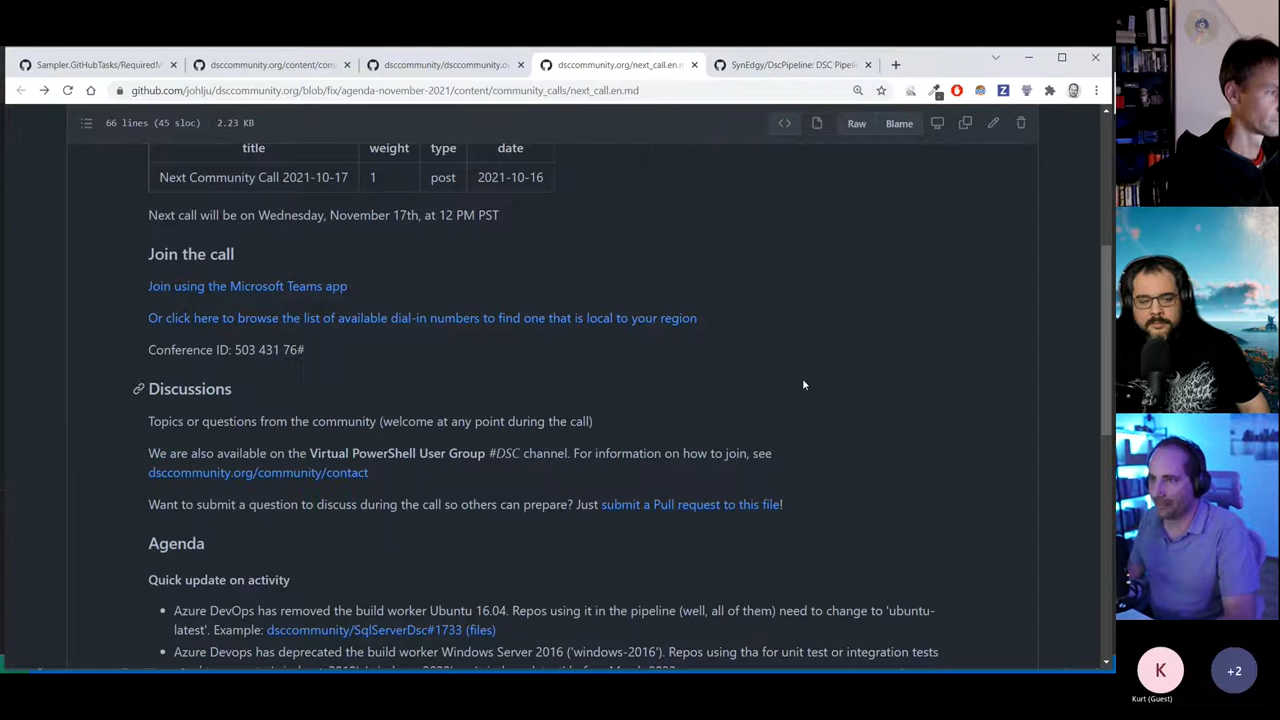 Sampler.GitHubTasks/RequiredM
dsccommunity.org/content/com
dsccommunity/dsccommunity.o
dsccommunity.org/next_call.en.m
SynEdgy/DscPipeline: DSC Pipel
github.com/johlju/dsccommunity.org/blob/fix/agenda-november-2021/content/community_calls/next_call.en.md
66 lines (45 sloc) 2.23 KB
Raw Blame
title weight type date
Next Community Call 2021-10-17 1 post 2021-10-16
Next call will be on Wednesday, November 17th, at 12 PM PST
Join the call
Join using the Microsoft Teams app
Or click here to browse the list of available dial-in numbers to find one that is local to your region
Conference ID: 503 431 76#
Discussions
Topics or questions from the community (welcome at any point during the call)
We are also available on the Virtual PowerShell User Group #DSC channel. For information on how to join, see
dsccommunity.org/community/contact
Want to submit a question to discuss during the call so others can prepare? Just submit a Pull request to this file!
Agenda
Quick update on activity
• Azure DevOps has removed the build worker Ubuntu 16.04. Repos using it in the pipeline (well, all of them) need to change to 'ubuntu-
latest'. Example: dsccommunity/SqlServerDsc#1733 (files)
• Azure Devops has deprecated the build worker Windows Server 2016 ('windows-2016'). Repos using tha for unit test or integration tests
K
Kurt (Guest)
+2